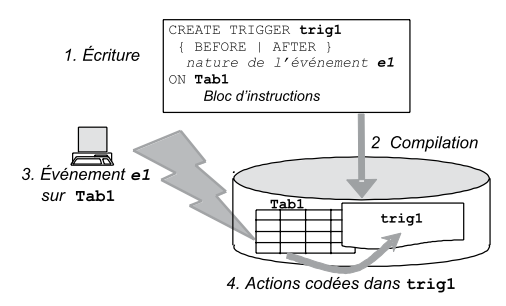 CREATE TRIGGER trig1
{ BEFORE | AFTER }
nature de l'événement e1
ON Tab1
Bloc d'instructions
1. Écriture
2 Compilation
3. Événement e1
sur Tab1
Tab1
trig1
4. Actions codées dans trig1